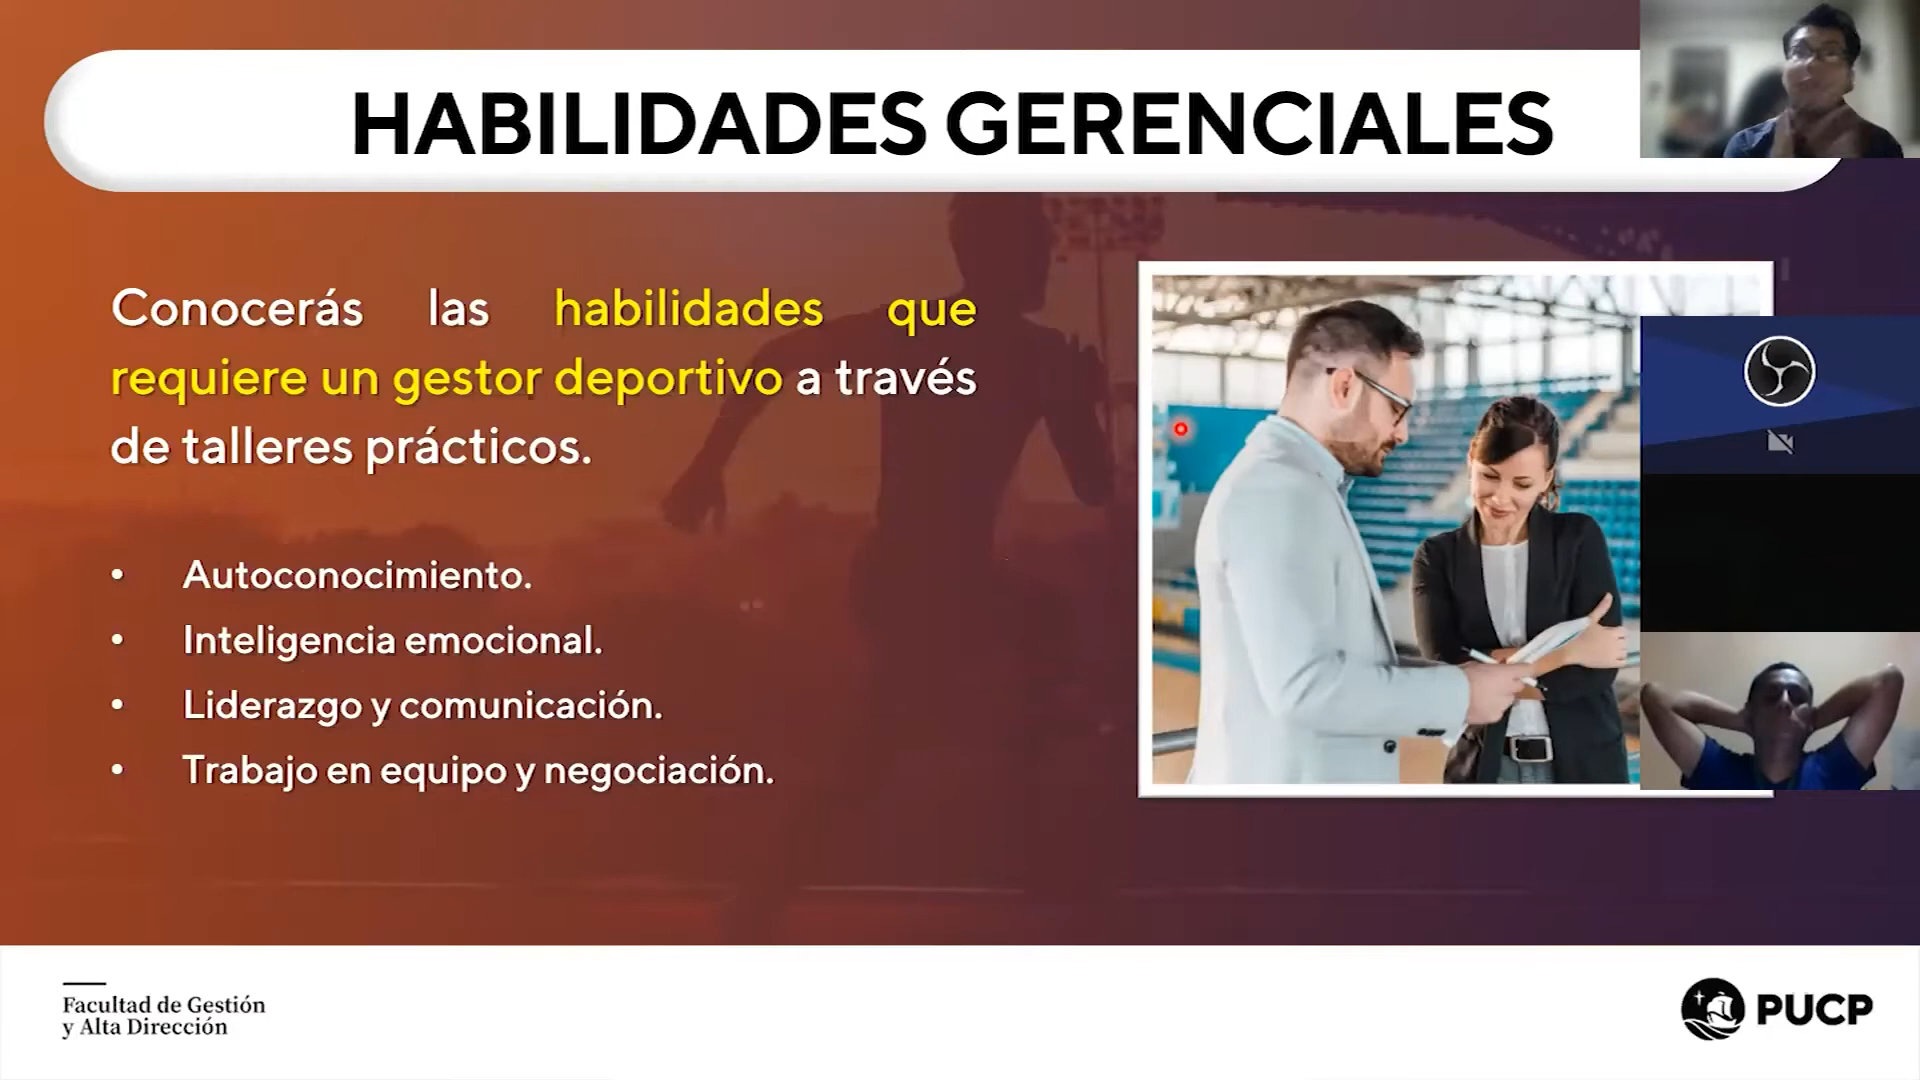 HABILIDADES GERENCIALES
Conocerás las habilidades que
requiere un gestor deportivo a través
de talleres prácticos.
• Autoconocimiento.
• Inteligencia emocional.
• Liderazgo y comunicación.
• Trabajo en equipo y negociación.
Facultad de Gestión
y Alta Dirección
PUCP